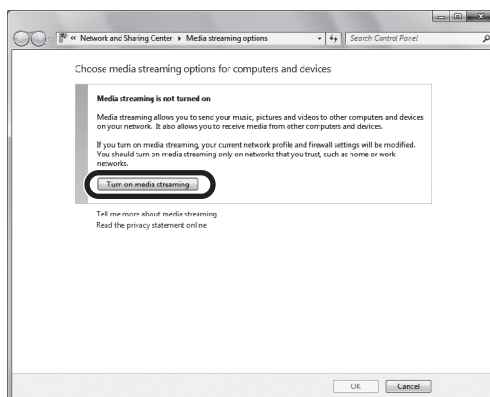 « Network and Sharing Center ▸ Media streaming options
Search Control Panel
Choose media streaming options for computers and devices
Media streaming is not turned on
Media streaming allows you to send your music, pictures and videos to other computers and devices
on your network. It also allows you to receive media from other computers and devices.
If you turn on media streaming, your current network profile and firewall settings will be modified.
You should turn on media streaming only on networks that you trust, such as home or work
networks.
Turn on media streaming
Tell me more about media streaming
Read the privacy statement online
OK
Cancel